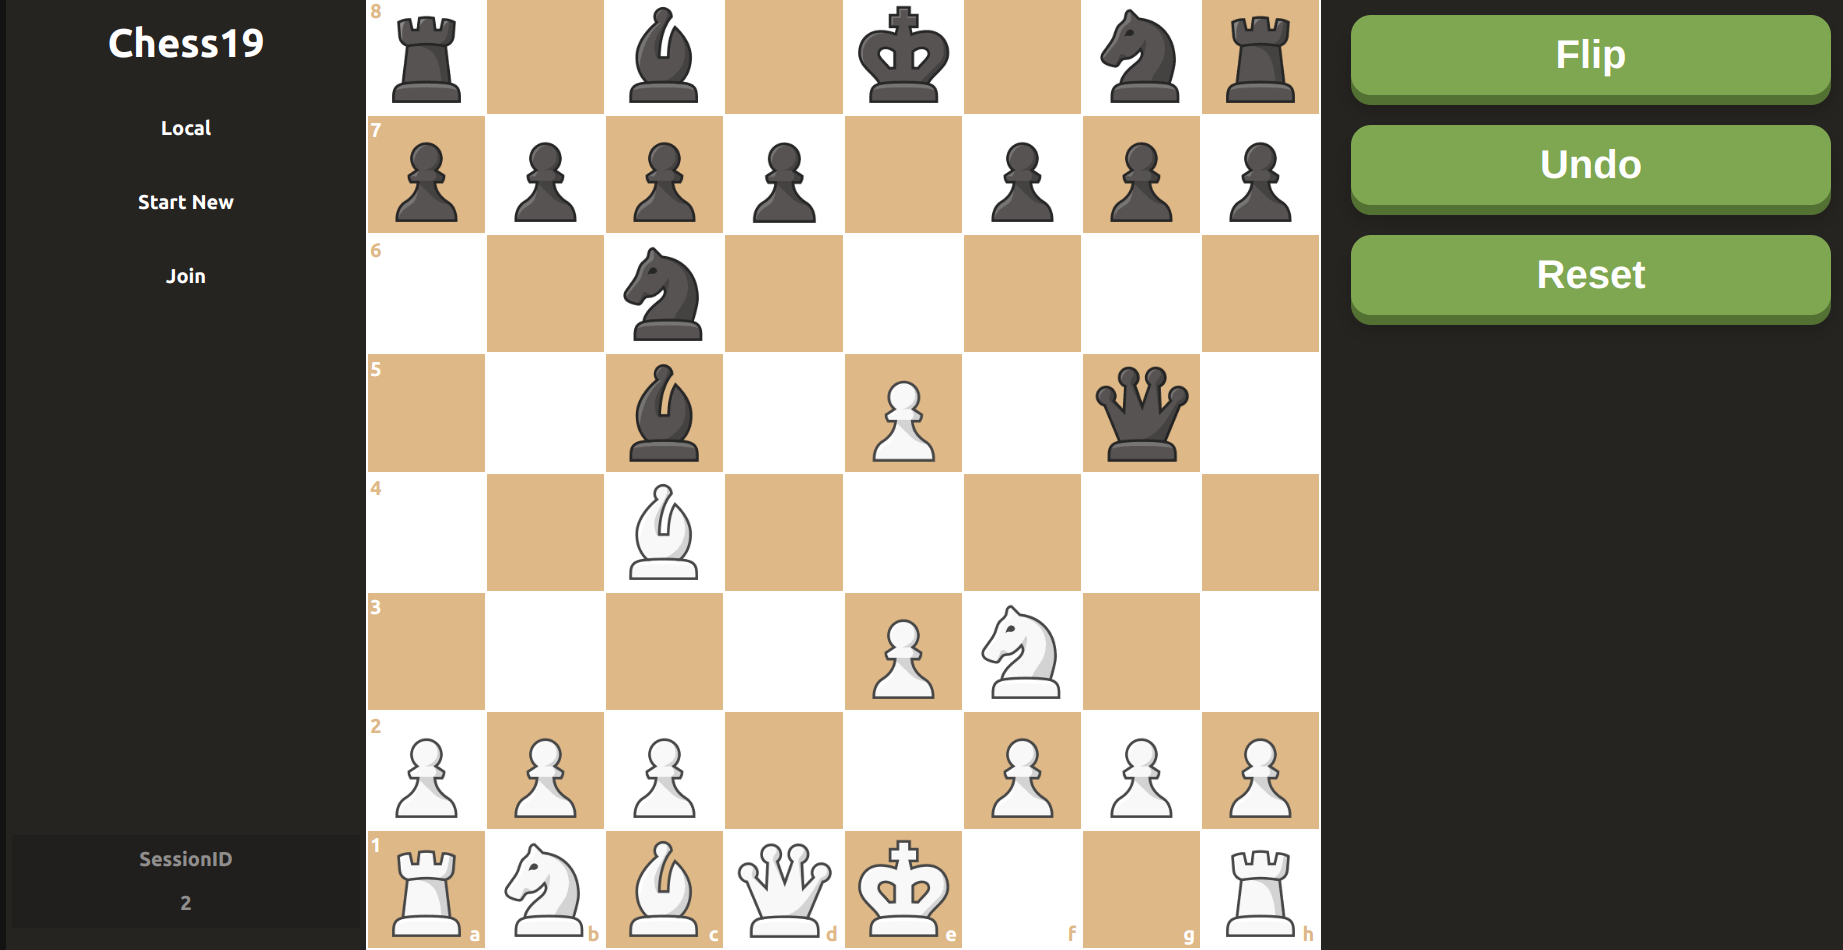 Chess19
Local
Start New
Join
SessionID
2
8
7
6
5
4
3
2
1
a b c d e f g h
Flip
Undo
Reset